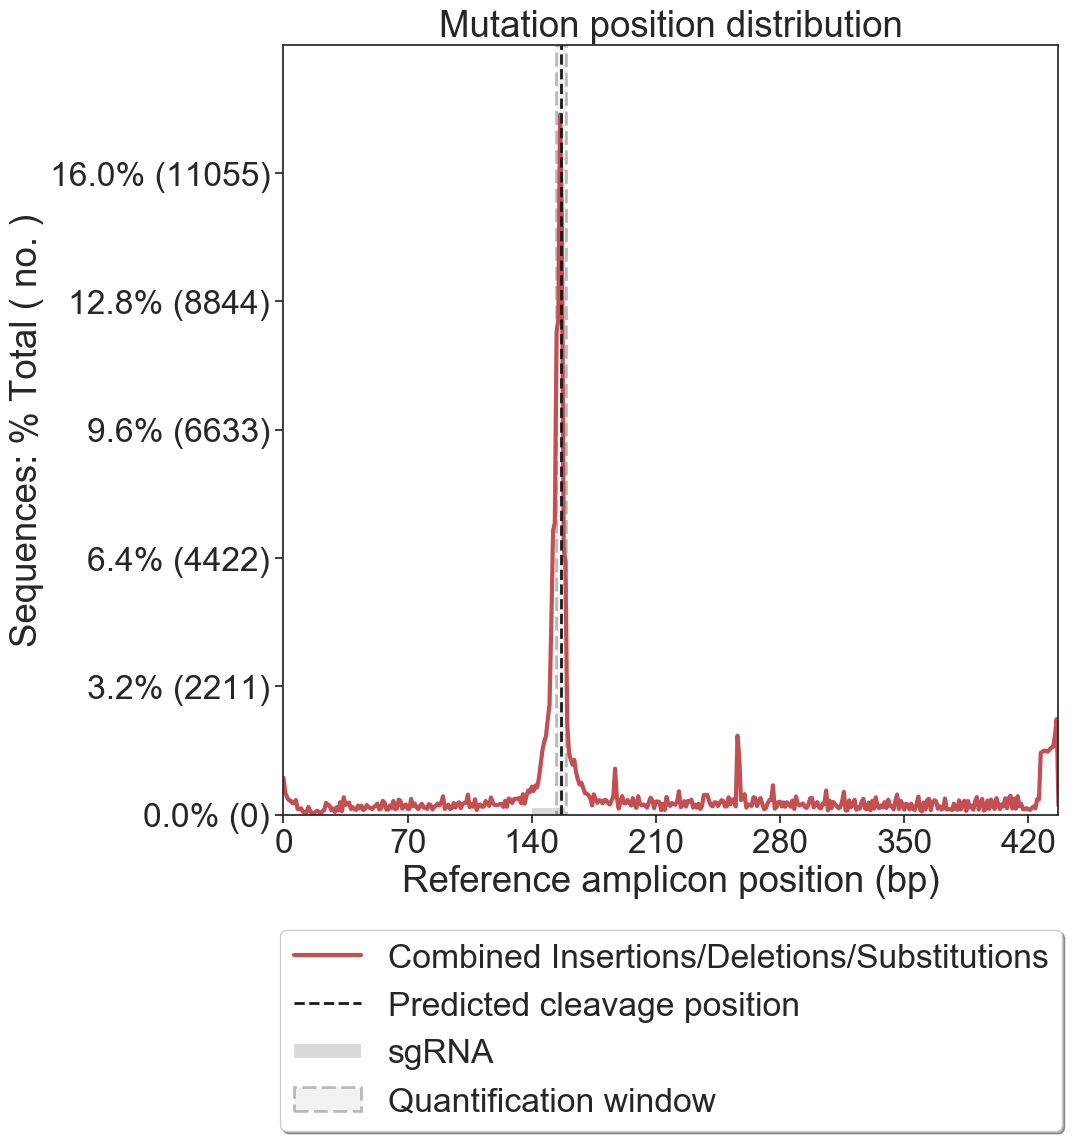 Mutation position distribution
Sequences: % Total ( no. )
16.0% (11055)
12.8% (8844)
9.6% (6633)
6.4% (4422)
3.2% (2211)
0.0% (0)
0 70 140 210 280 350 420
Reference amplicon position (bp)
Combined Insertions/Deletions/Substitutions
Predicted cleavage position
sgRNA
Quantification window